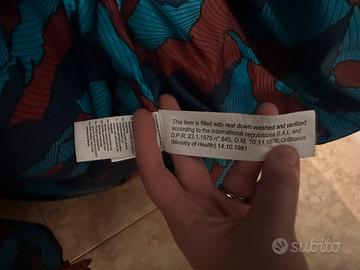 This item is filled with real down washed and sterilized
according to the international regulations R.A.L. and
D.P.R. 23.1.1975 n° 845, O.M. 10.11.1976, Ordinance
(Ministry of Health) 14.10.1981
subito